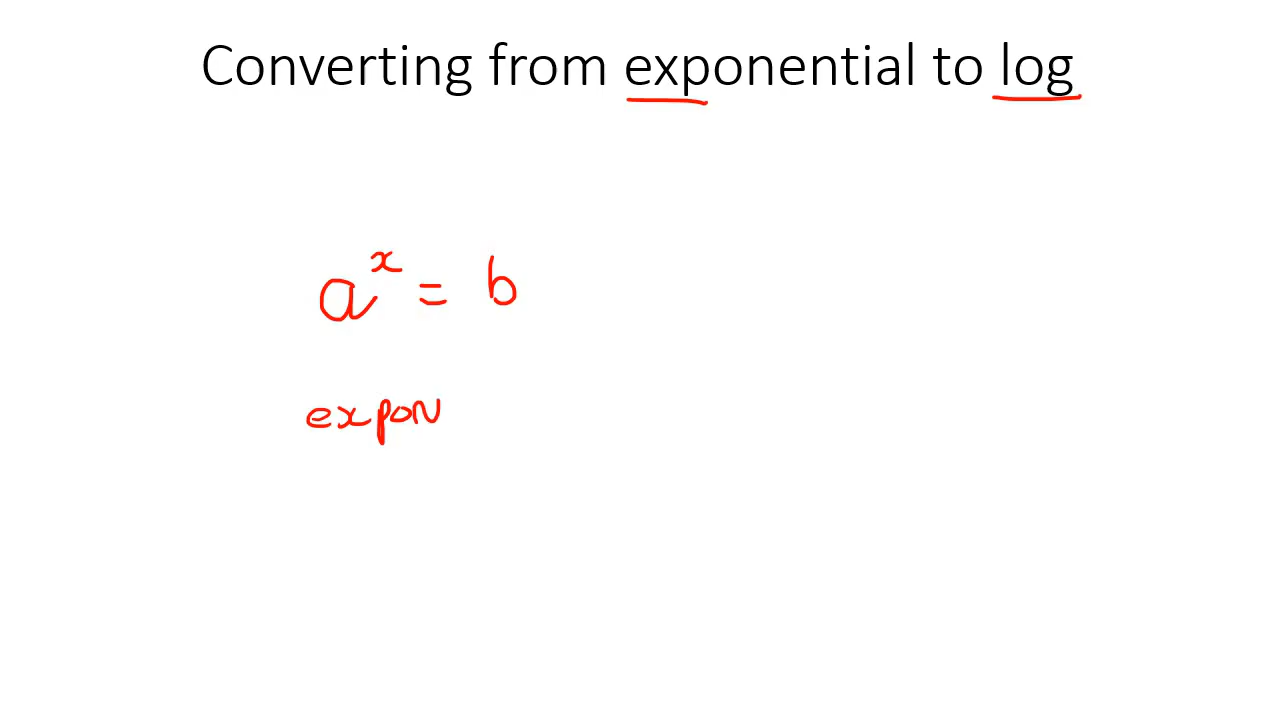 Converting from exponential to log
a^x = b
expon